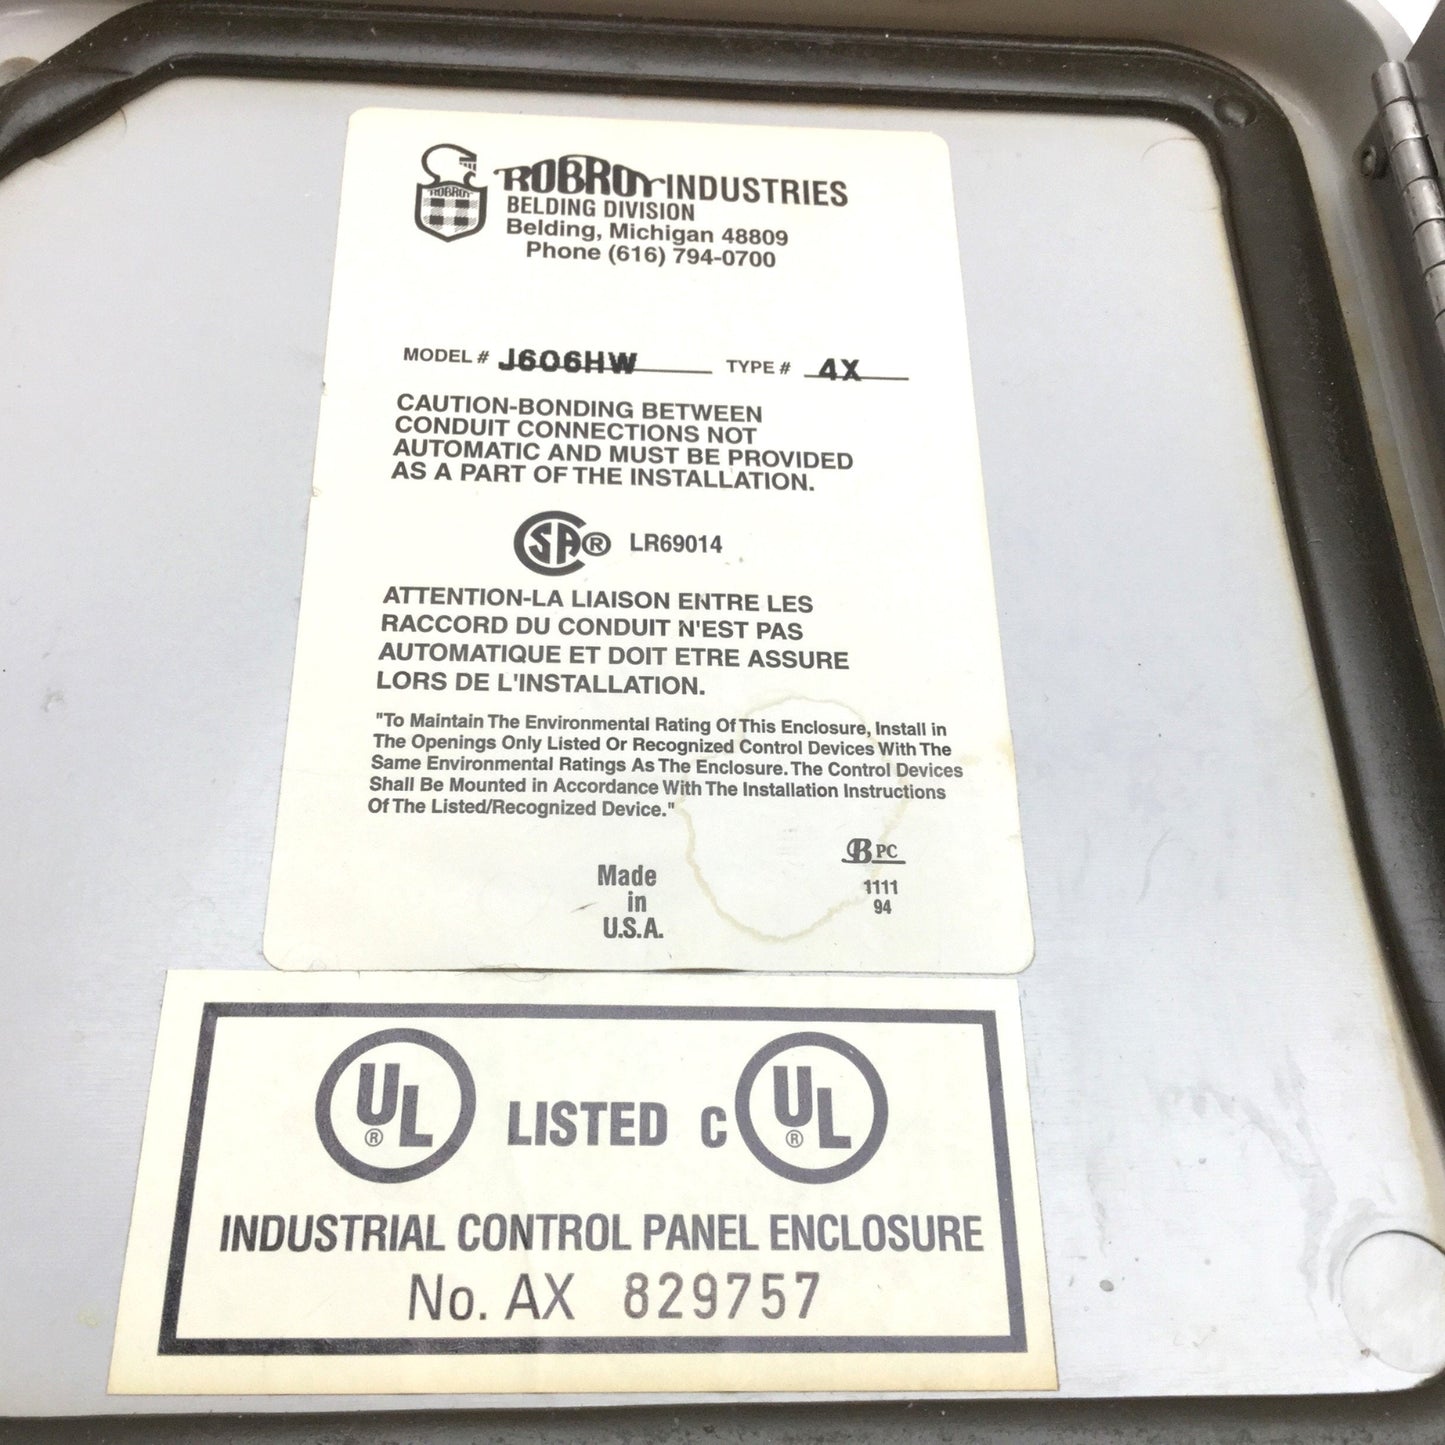 ROBROY
ROBROY INDUSTRIES
BELDING DIVISION
Belding, Michigan 48809
Phone (616) 794-0700
MODEL # J606HW TYPE # 4X
CAUTION-BONDING BETWEEN
CONDUIT CONNECTIONS NOT
AUTOMATIC AND MUST BE PROVIDED
AS A PART OF THE INSTALLATION.
CSA® LR69014
ATTENTION-LA LIAISON ENTRE LES
RACCORD DU CONDUIT N'EST PAS
AUTOMATIQUE ET DOIT ETRE ASSURE
LORS DE L'INSTALLATION.
"To Maintain The Environmental Rating Of This Enclosure, Install in
The Openings Only Listed Or Recognized Control Devices With The
Same Environmental Ratings As The Enclosure. The Control Devices
Shall Be Mounted in Accordance With The Installation Instructions
Of The Listed/Recognized Device."
B PC
1111
94
Made
in
U.S.A.
UL® LISTED C UL®
INDUSTRIAL CONTROL PANEL ENCLOSURE
No. AX 829757